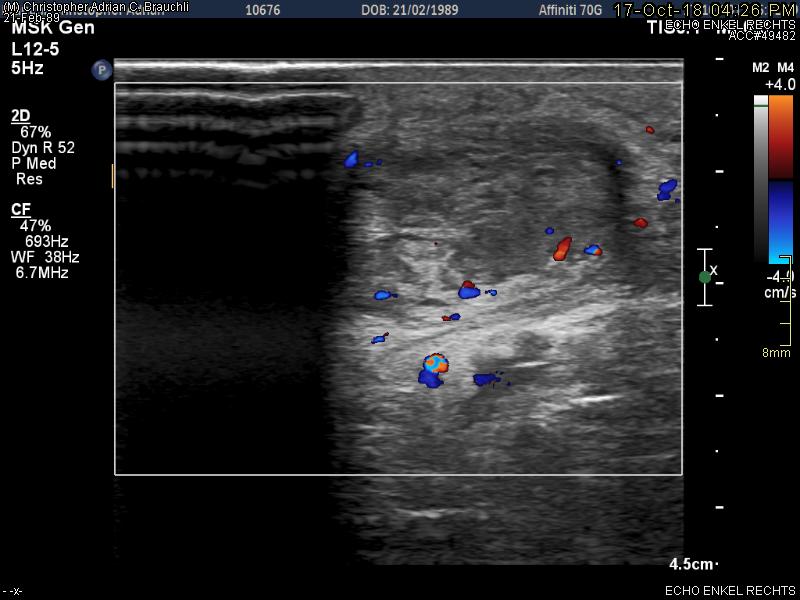 (M) Christopher Adrian C. Brauchli
21-Feb-89
10676
DOB: 21/02/1989
Affiniti 70G
17-Oct-18 04:26 PM
ECHO ENKEL RECHTS
ACC#49482
MSK Gen
L12-5
5Hz
P
M2 M4
+4.0
2D
67%
Dyn R 52
P Med
Res
CF
47%
693Hz
WF 38Hz
6.7MHz
x
-4.0
cm/s
8mm
4.5cm
- -x-
ECHO ENKEL RECHTS